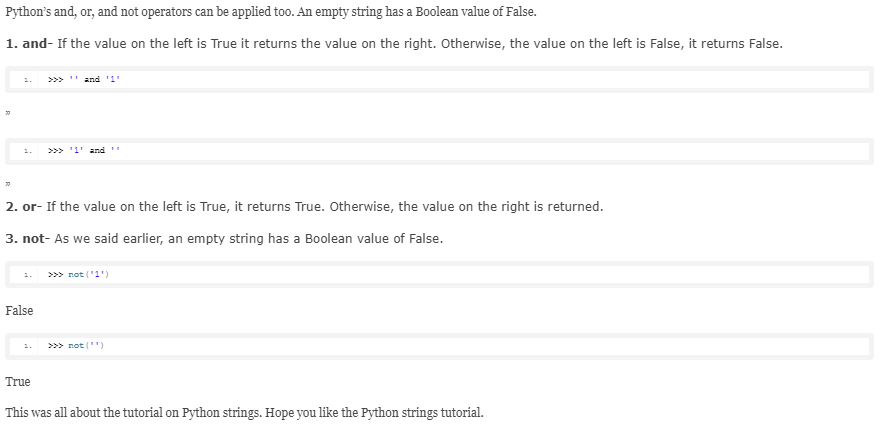 Python's and, or, and not operators can be applied too. An empty string has a Boolean value of False.
1. and- If the value on the left is True it returns the value on the right. Otherwise, the value on the left is False, it returns False.
1. >>> '' and '1'
”
1. >>> '1' and ''
”
2. or- If the value on the left is True, it returns True. Otherwise, the value on the right is returned.
3. not- As we said earlier, an empty string has a Boolean value of False.
1. >>> not('1')
False
1. >>> not('')
True
This was all about the tutorial on Python strings. Hope you like the Python strings tutorial.